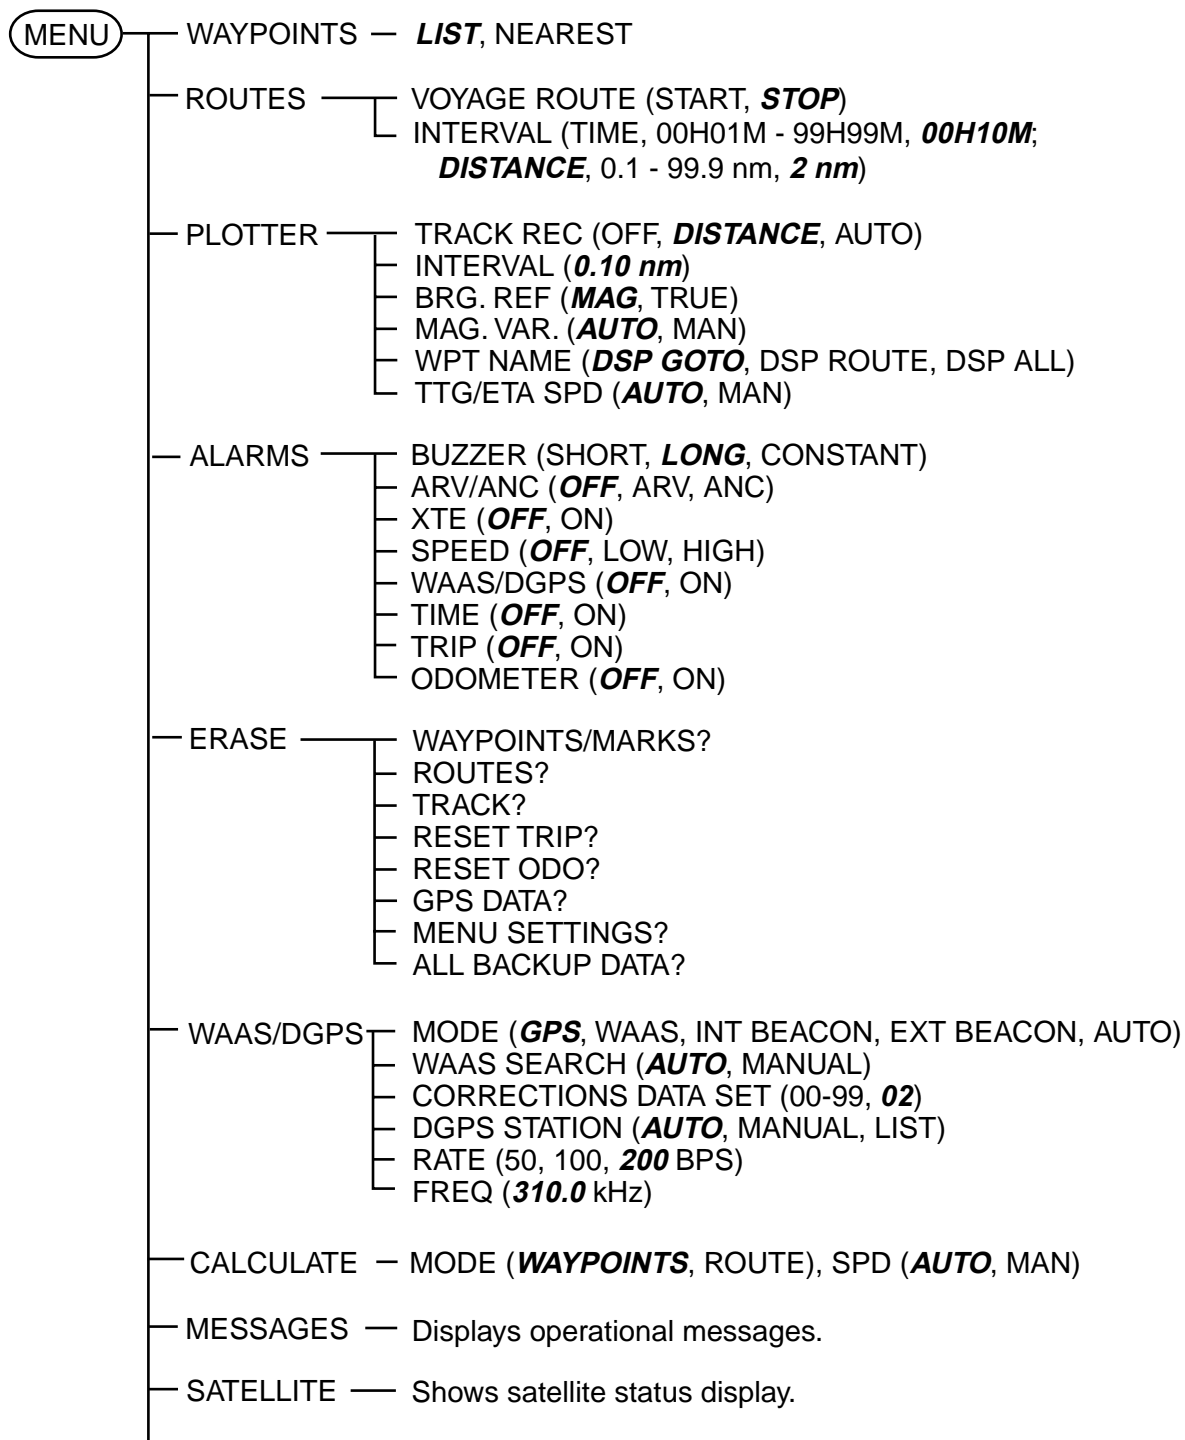 MENU WAYPOINTS LIST, NEAREST
ROUTES VOYAGE ROUTE (START, STOP)
INTERVAL (TIME, 00H01M - 99H99M, 00H10M;
DISTANCE, 0.1 - 99.9 nm, 2 nm)
PLOTTER TRACK REC (OFF, DISTANCE, AUTO)
INTERVAL (0.10 nm)
BRG. REF (MAG, TRUE)
MAG. VAR. (AUTO, MAN)
WPT NAME (DSP GOTO, DSP ROUTE, DSP ALL)
TTG/ETA SPD (AUTO, MAN)
ALARMS BUZZER (SHORT, LONG, CONSTANT)
ARV/ANC (OFF, ARV, ANC)
XTE (OFF, ON)
SPEED (OFF, LOW, HIGH)
WAAS/DGPS (OFF, ON)
TIME (OFF, ON)
TRIP (OFF, ON)
ODOMETER (OFF, ON)
ERASE WAYPOINTS/MARKS?
ROUTES?
TRACK?
RESET TRIP?
RESET ODO?
GPS DATA?
MENU SETTINGS?
ALL BACKUP DATA?
WAAS/DGPS MODE (GPS, WAAS, INT BEACON, EXT BEACON, AUTO)
WAAS SEARCH (AUTO, MANUAL)
CORRECTIONS DATA SET (00-99, 02)
DGPS STATION (AUTO, MANUAL, LIST)
RATE (50, 100, 200 BPS)
FREQ (310.0 kHz)
CALCULATE MODE (WAYPOINTS, ROUTE), SPD (AUTO, MAN)
MESSAGES Displays operational messages.
SATELLITE Shows satellite status display.